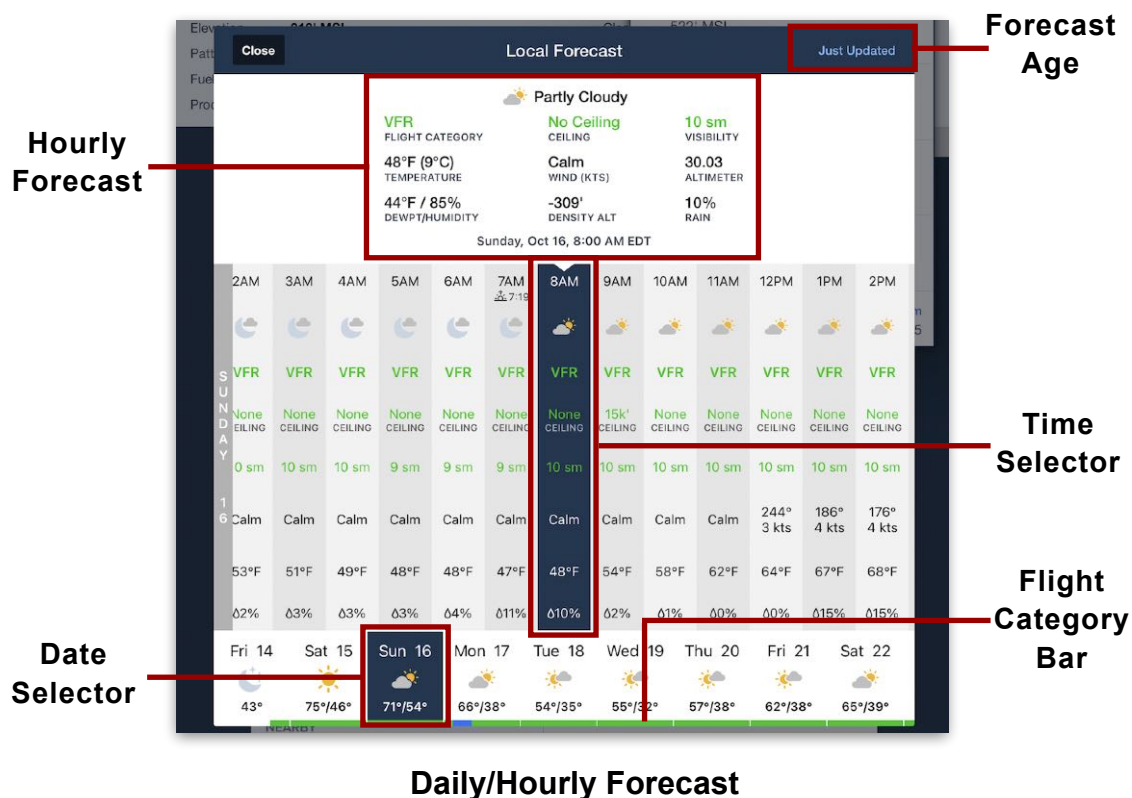 Forecast
Age
Elevation
Patt
Fuel
Close
Local Forecast
Just Updated
Hourly
Forecast
Partly Cloudy
VFR
FLIGHT CATEGORY
No Ceiling
CEILING
10 sm
VISIBILITY
48°F (9°C)
TEMPERATURE
Calm
WIND (KTS)
30.03
ALTIMETER
44°F / 85%
DEWPT/HUMIDITY
-309'
DENSITY ALT
10%
RAIN
Sunday, Oct 16, 8:00 AM EDT
2AM 3AM 4AM 5AM 6AM 7AM 8AM 9AM 10AM 11AM 12PM 1PM 2PM
7:19
SUNDAY 16
VFR VFR VFR VFR VFR VFR VFR VFR VFR VFR VFR VFR VFR
None None None None None None None 15k' None None None None None
EILING CEILING CEILING CEILING CEILING CEILING CEILING CEILING CEILING CEILING CEILING CEILING CEILING
0 sm 10 sm 10 sm 9 sm 9 sm 9 sm 10 sm 10 sm 10 sm 10 sm 10 sm 10 sm 10 sm
Calm Calm Calm Calm Calm Calm Calm Calm Calm Calm 244° 186° 176°
3 kts 4 kts 4 kts
53°F 51°F 49°F 48°F 48°F 47°F 48°F 54°F 58°F 62°F 64°F 67°F 68°F
2% 3% 3% 3% 4% 11% 10% 2% 1% 0% 0% 15% 15%
Time
Selector
Flight
Category
Bar
Date
Selector
Fri 14 Sat 15 Sun 16 Mon 17 Tue 18 Wed 19 Thu 20 Fri 21 Sat 22
43° 75°/46° 71°/54° 66°/38° 54°/35° 55°/32° 57°/38° 62°/38° 65°/39°
NEARBY
Daily/Hourly Forecast